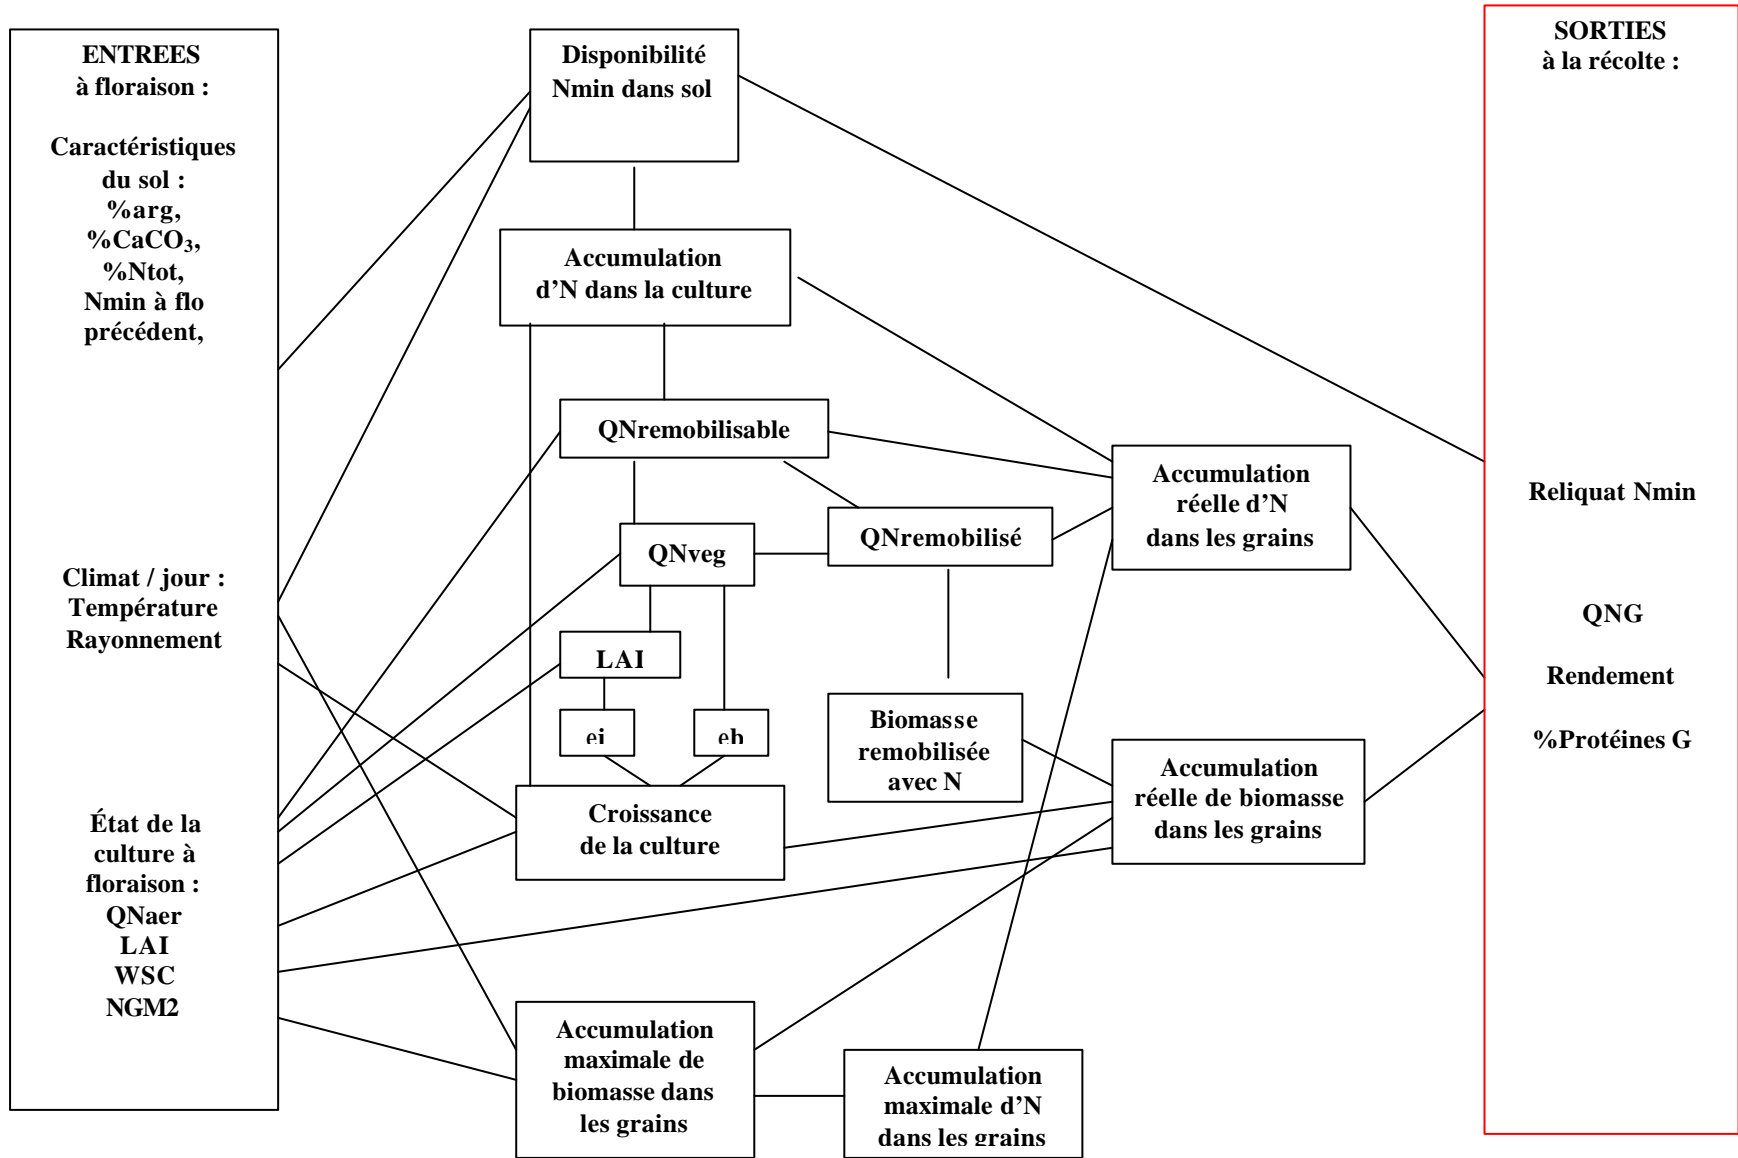 ENTREES
à floraison :
Caractéristiques
du sol :
%arg,
%CaCO₃,
%Ntot,
Nmin à flo
précédent,
Climat / jour :
Température
Rayonnement
État de la
culture à
floraison :
QNaer
LAI
WSC
NGM2
Disponibilité
Nmin dans sol
Accumulation
d’N dans la culture
QNremobilisable
QNveg
QNremobilisé
LAI
ei
eb
Biomasse
remobilisée
avec N
Croissance
de la culture
Accumulation
maximale de
biomasse dans
les grains
Accumulation
maximale d’N
dans les grains
Accumulation
réelle d’N
dans les grains
Accumulation
réelle de biomasse
dans les grains
SORTIES
à la récolte :
Reliquat Nmin
QNG
Rendement
%Protéines G